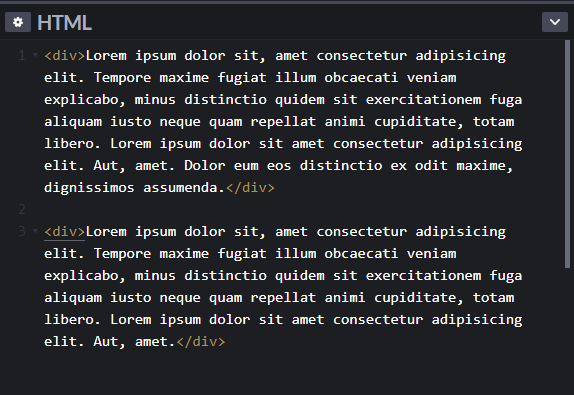 HTML
1 <div>Lorem ipsum dolor sit, amet consectetur adipisicing
elit. Tempore maxime fugiat illum obcaecati veniam
explicabo, minus distinctio quidem sit exercitationem fuga
aliquam iusto neque quam repellat animi cupiditate, totam
libero. Lorem ipsum dolor sit amet consectetur adipisicing
elit. Aut, amet. Dolor eum eos distinctio ex odit maxime,
dignissimos assumenda.</div>
2
3 <div>Lorem ipsum dolor sit, amet consectetur adipisicing
elit. Tempore maxime fugiat illum obcaecati veniam
explicabo, minus distinctio quidem sit exercitationem fuga
aliquam iusto neque quam repellat animi cupiditate, totam
libero. Lorem ipsum dolor sit amet consectetur adipisicing
elit. Aut, amet.</div>